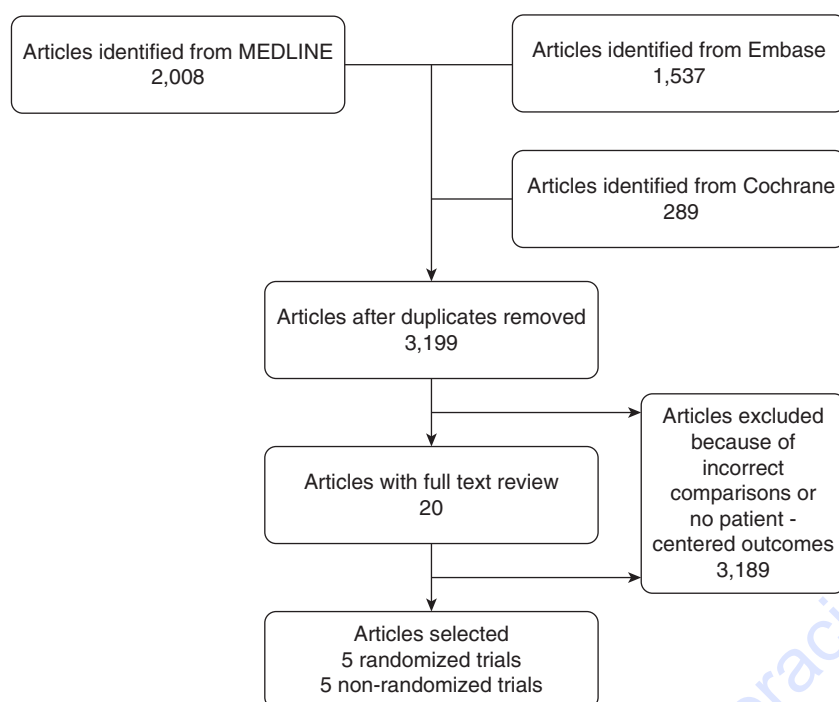 Articles identified from MEDLINE
2,008
Articles identified from Embase
1,537
Articles identified from Cochrane
289
Articles after duplicates removed
3,199
Articles excluded
because of
incorrect
comparisons or
no patient -
centered outcomes
3,189
Articles with full text review
20
Articles selected
5 randomized trials
5 non-randomized trials